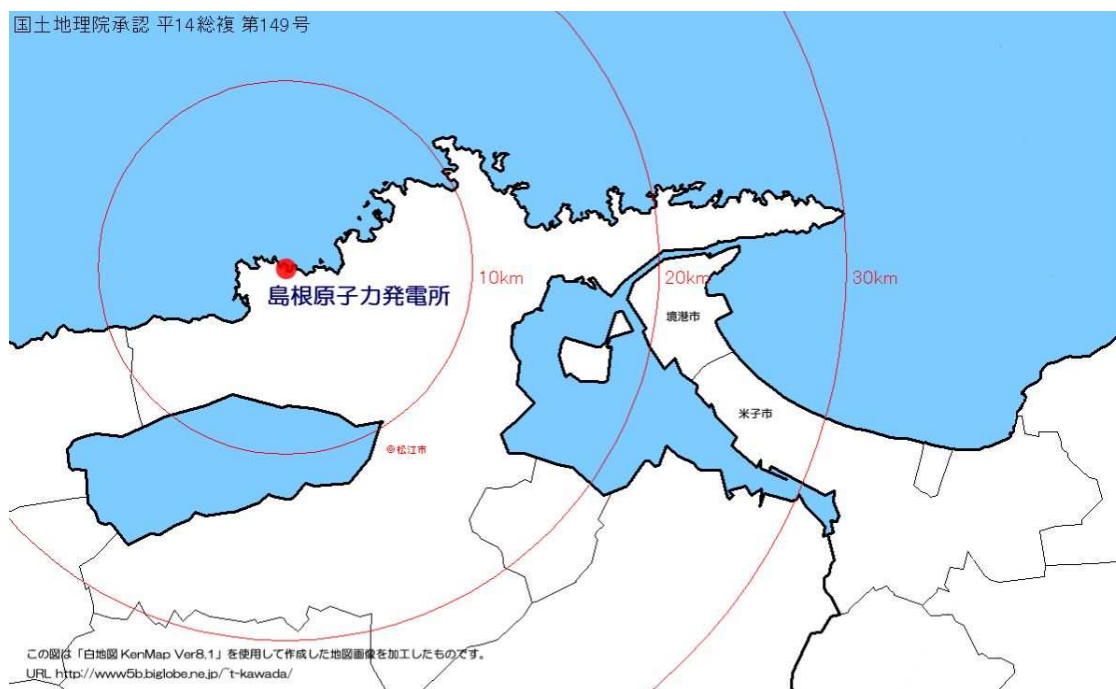 国土地理院承認 平14総複 第149号
10km
20km
30km
島根原子力発電所
境港市
米子市
◎松江市
この図は「白地図 KenMap Ver8.1」を使用して作成した地図画像を加工したものです。
URL http://www5b.biglobe.ne.jp/~t-kawada/